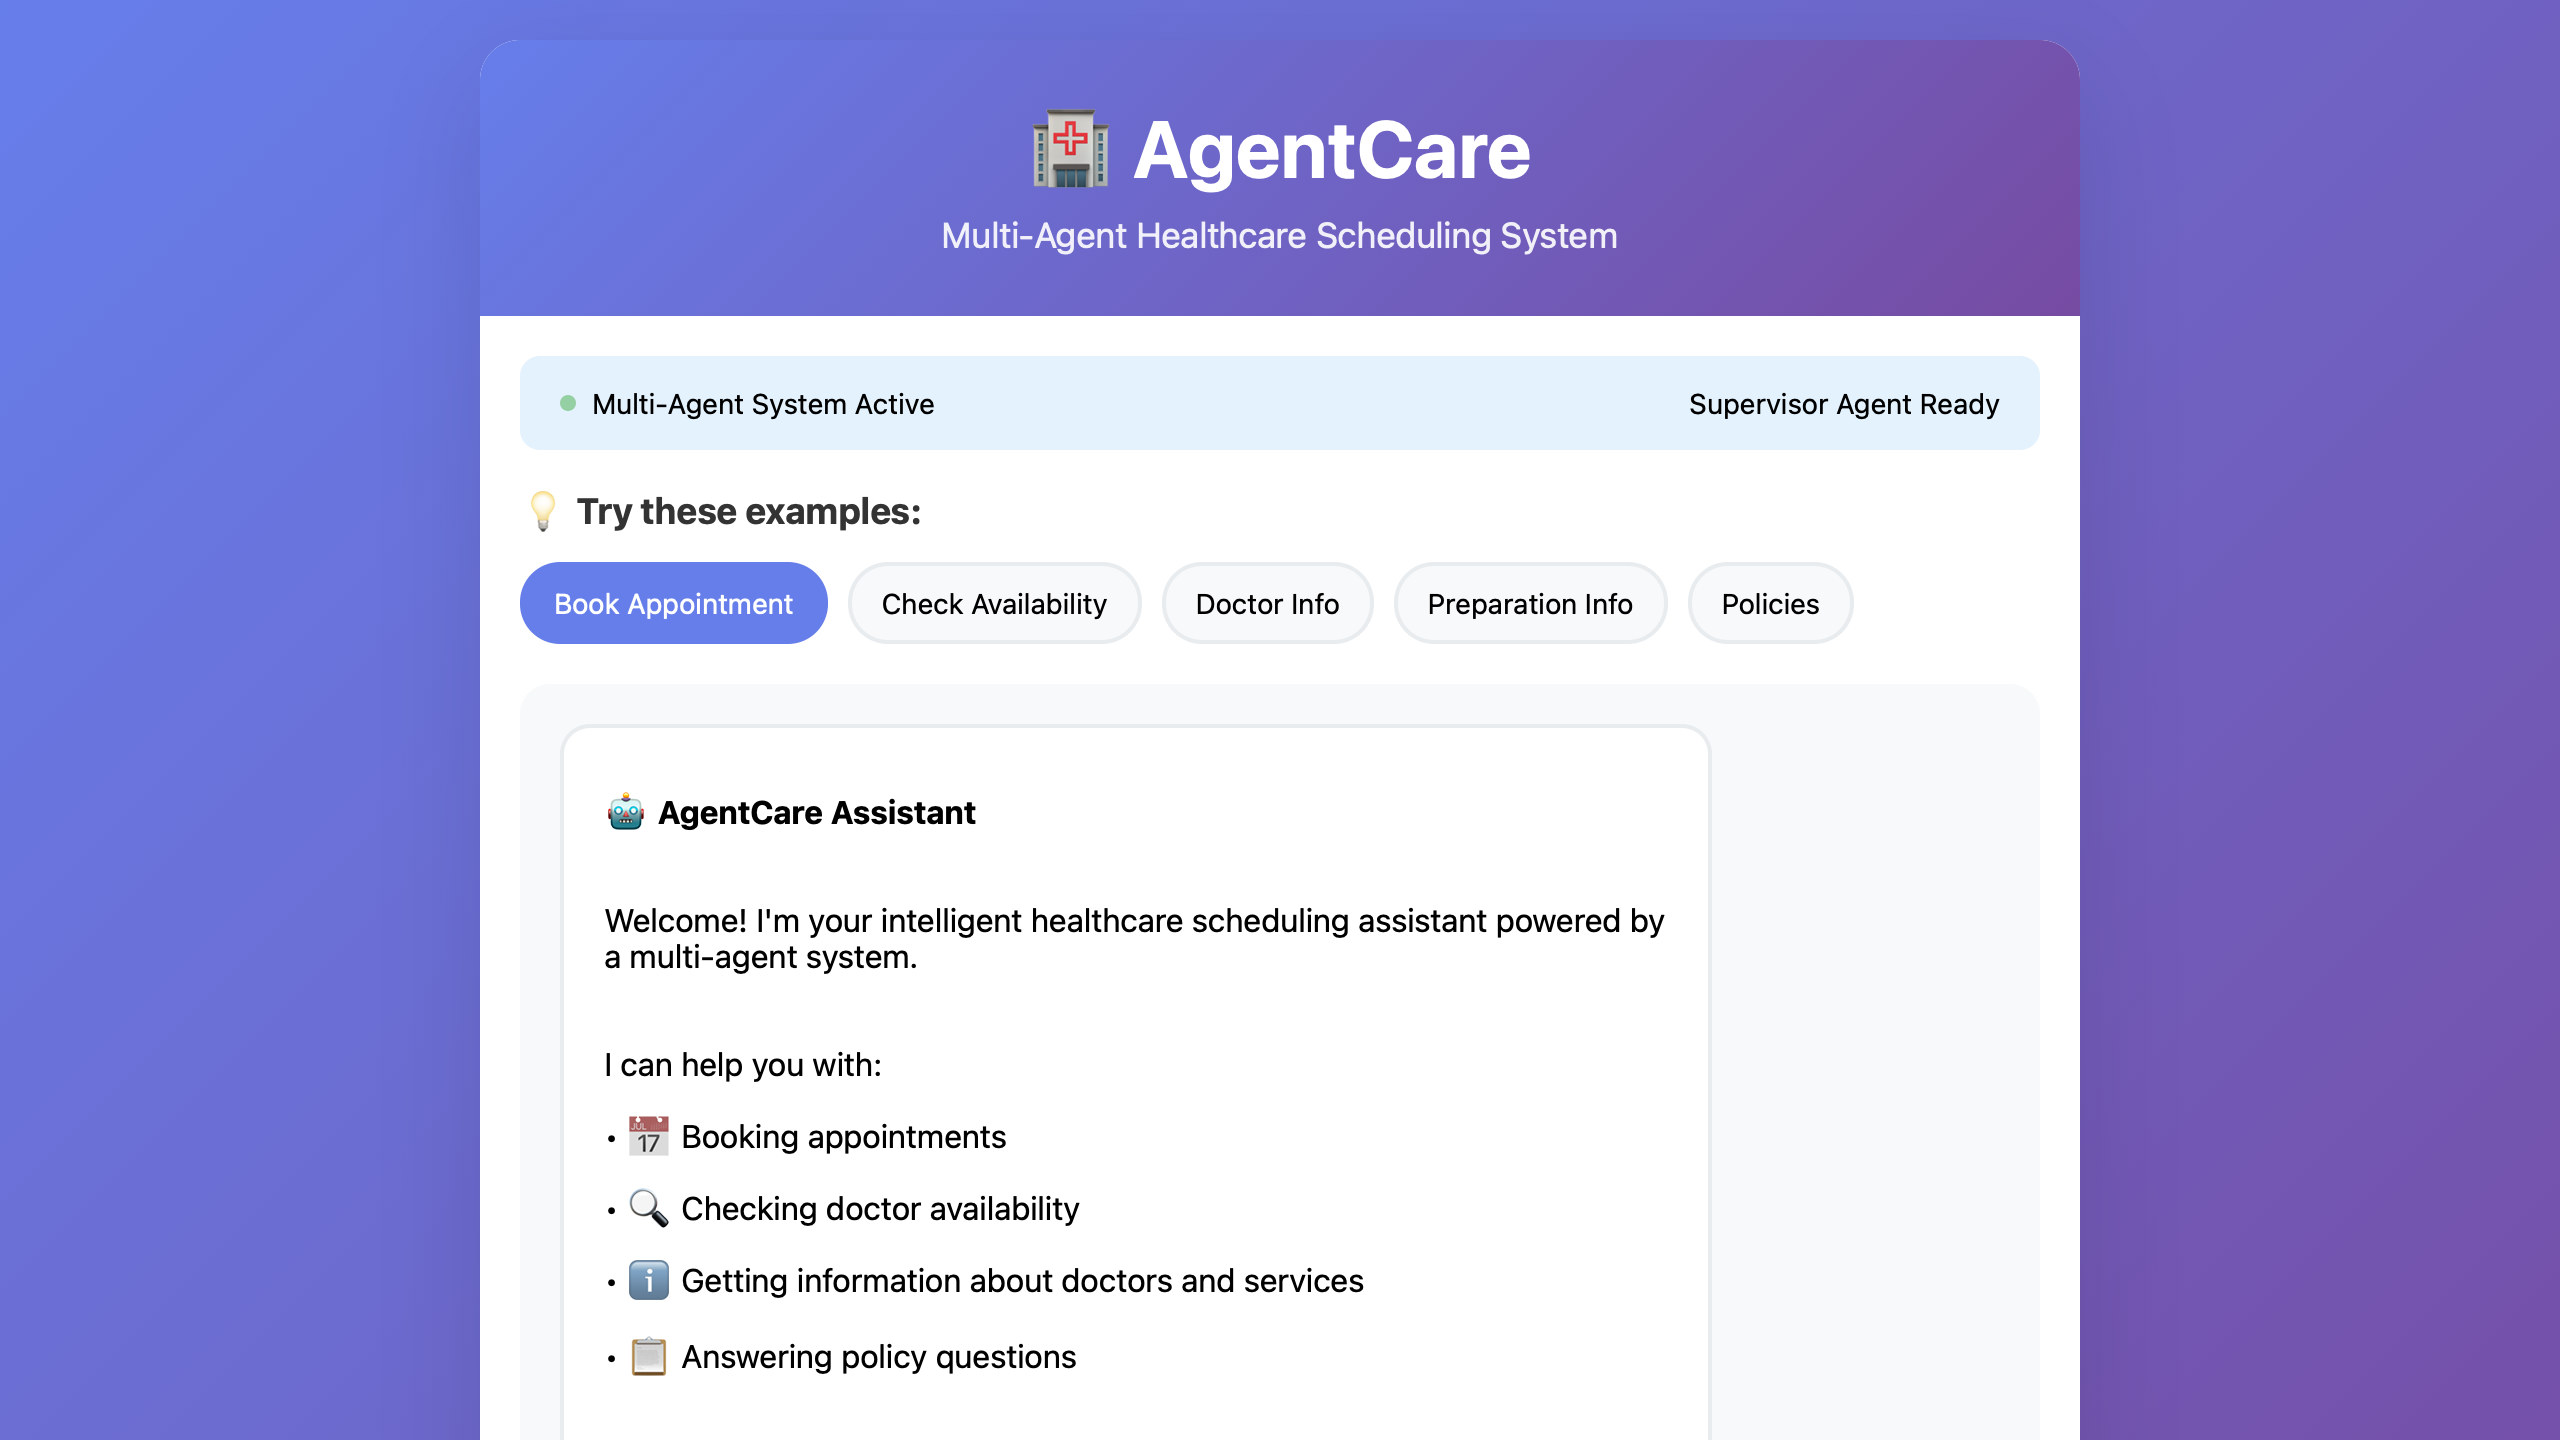 AgentCare
Multi-Agent Healthcare Scheduling System
Multi-Agent System Active
Supervisor Agent Ready
Try these examples:
Book Appointment
Check Availability
Doctor Info
Preparation Info
Policies
AgentCare Assistant
Welcome! I'm your intelligent healthcare scheduling assistant powered by
a multi-agent system.
I can help you with:
• JUL 17 Booking appointments
• Checking doctor availability
• Getting information about doctors and services
• Answering policy questions